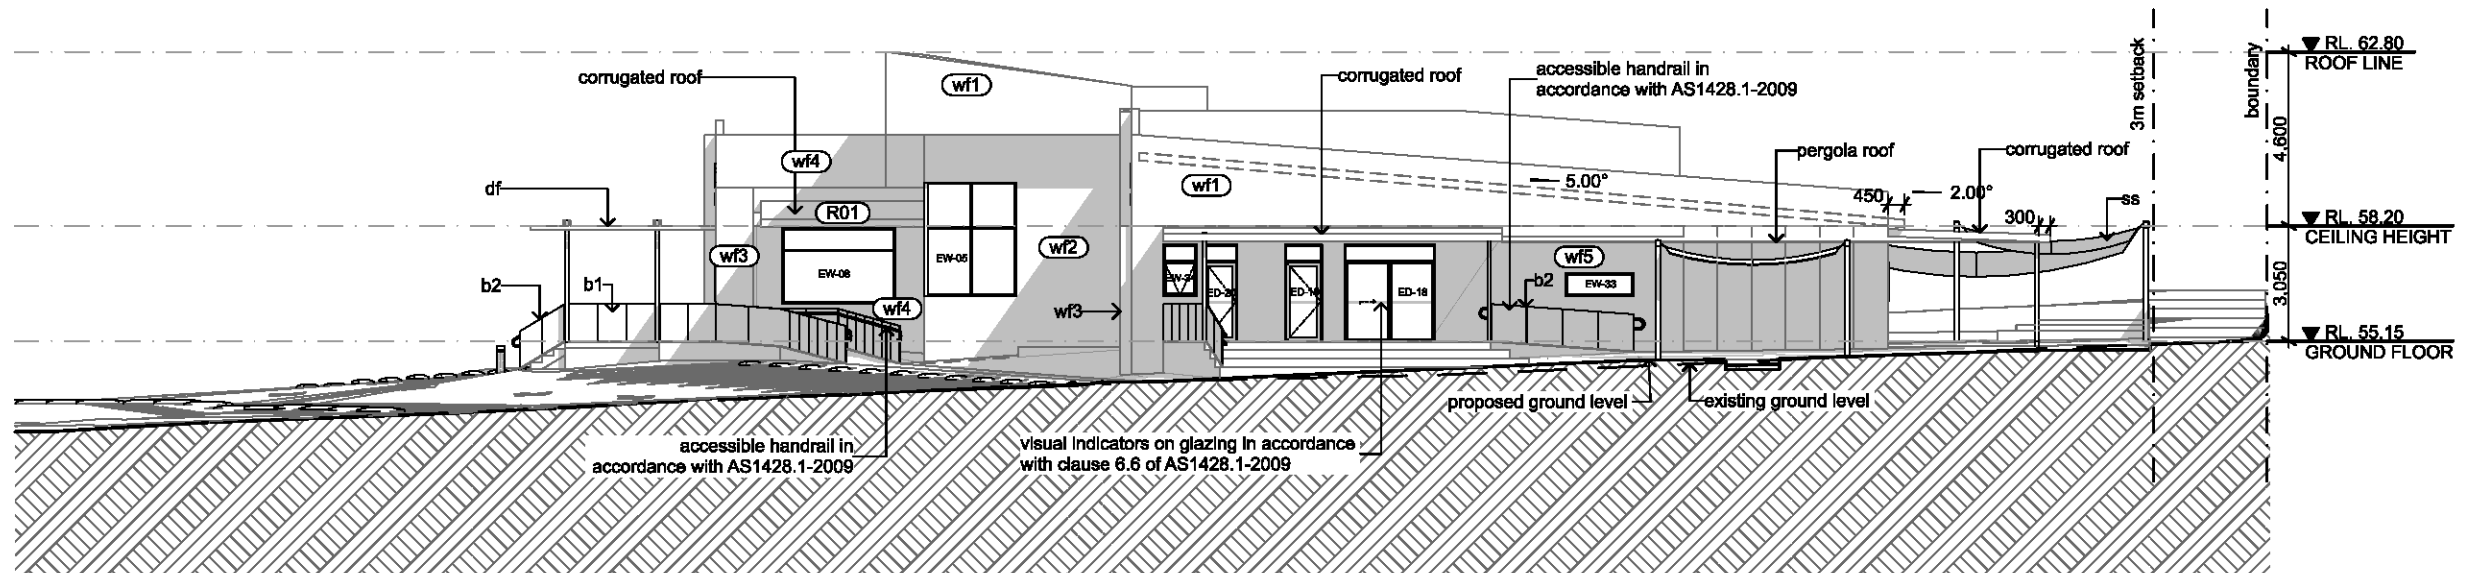 RL. 62.80
ROOF LINE
3m setback
boundary
4,600
corrugated roof
wf1
corrugated roof
accessible handrail in
accordance with AS1428.1-2009
wf4
pergola roof
corrugated roof
df
wf1
5.00°
450
2.00°
ss
R01
300
RL. 58.20
CEILING HEIGHT
wf3
EW-08
EW-05
wf2
wf5
b2
b1
wf4
wf3
ED-18
b2
EW-33
3,050
RL. 55.15
GROUND FLOOR
proposed ground level
existing ground level
accessible handrail in
accordance with AS1428.1-2009
visual indicators on glazing in accordance
with clause 6.6 of AS1428.1-2009